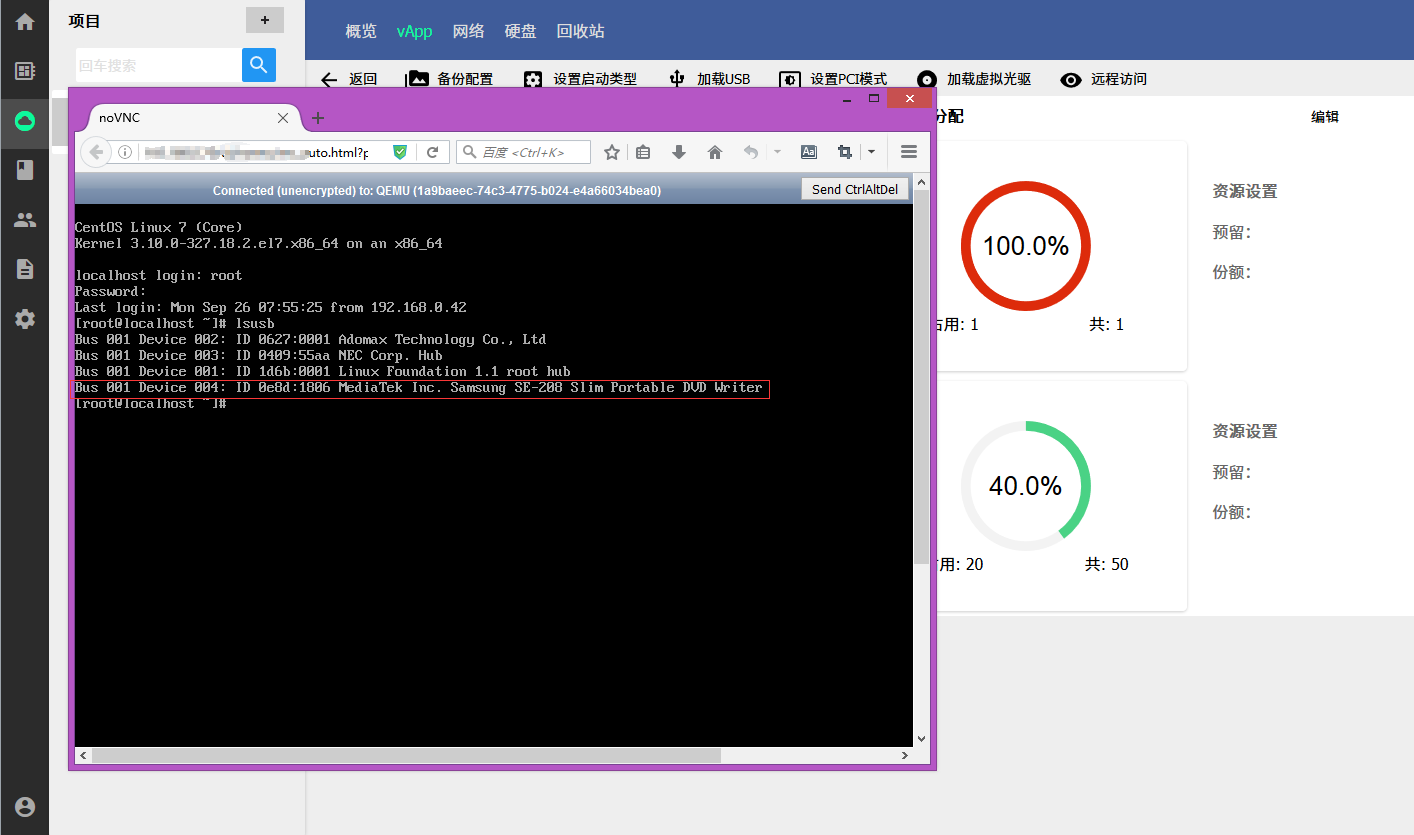 项目
+
回车搜索
概览 vApp 网络 硬盘 回收站
返回 备份配置 设置启动类型 加载USB 设置PCI模式 加载虚拟光驱 远程访问
noVNC
uto.html?p
百度 <Ctrl+K>
Aa
Connected (unencrypted) to: QEMU (1a9baeec-74c3-4775-b024-e4a66034bea0)
Send CtrlAltDel
CentOS Linux 7 (Core)
Kernel 3.10.0-327.18.2.el7.x86_64 on an x86_64
localhost login: root
Password:
Last login: Mon Sep 26 07:55:25 from 192.168.0.42
[root@localhost ~]# lsusb
Bus 001 Device 002: ID 0627:0001 Adomax Technology Co., Ltd
Bus 001 Device 003: ID 0409:55aa NEC Corp. Hub
Bus 001 Device 001: ID 1d6b:0001 Linux Foundation 1.1 root hub
Bus 001 Device 004: ID 0e8d:1806 MediaTek Inc. Samsung SE-208 Slim Portable DVD Writer
[root@localhost ~]#
分配
编辑
100.0%
占用: 1
共: 1
资源设置
预留:
份额:
40.0%
用: 20
共: 50
资源设置
预留:
份额: